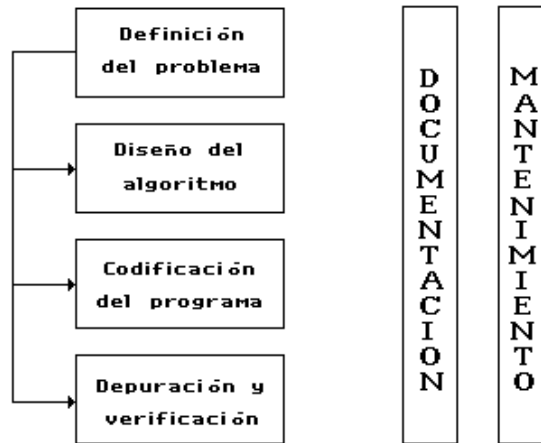 Definición
del problema
Diseño del
algoritmo
Codificación
del programa
Depuración y
verificación
DOCUMENTACION
MANTENIMIENTO